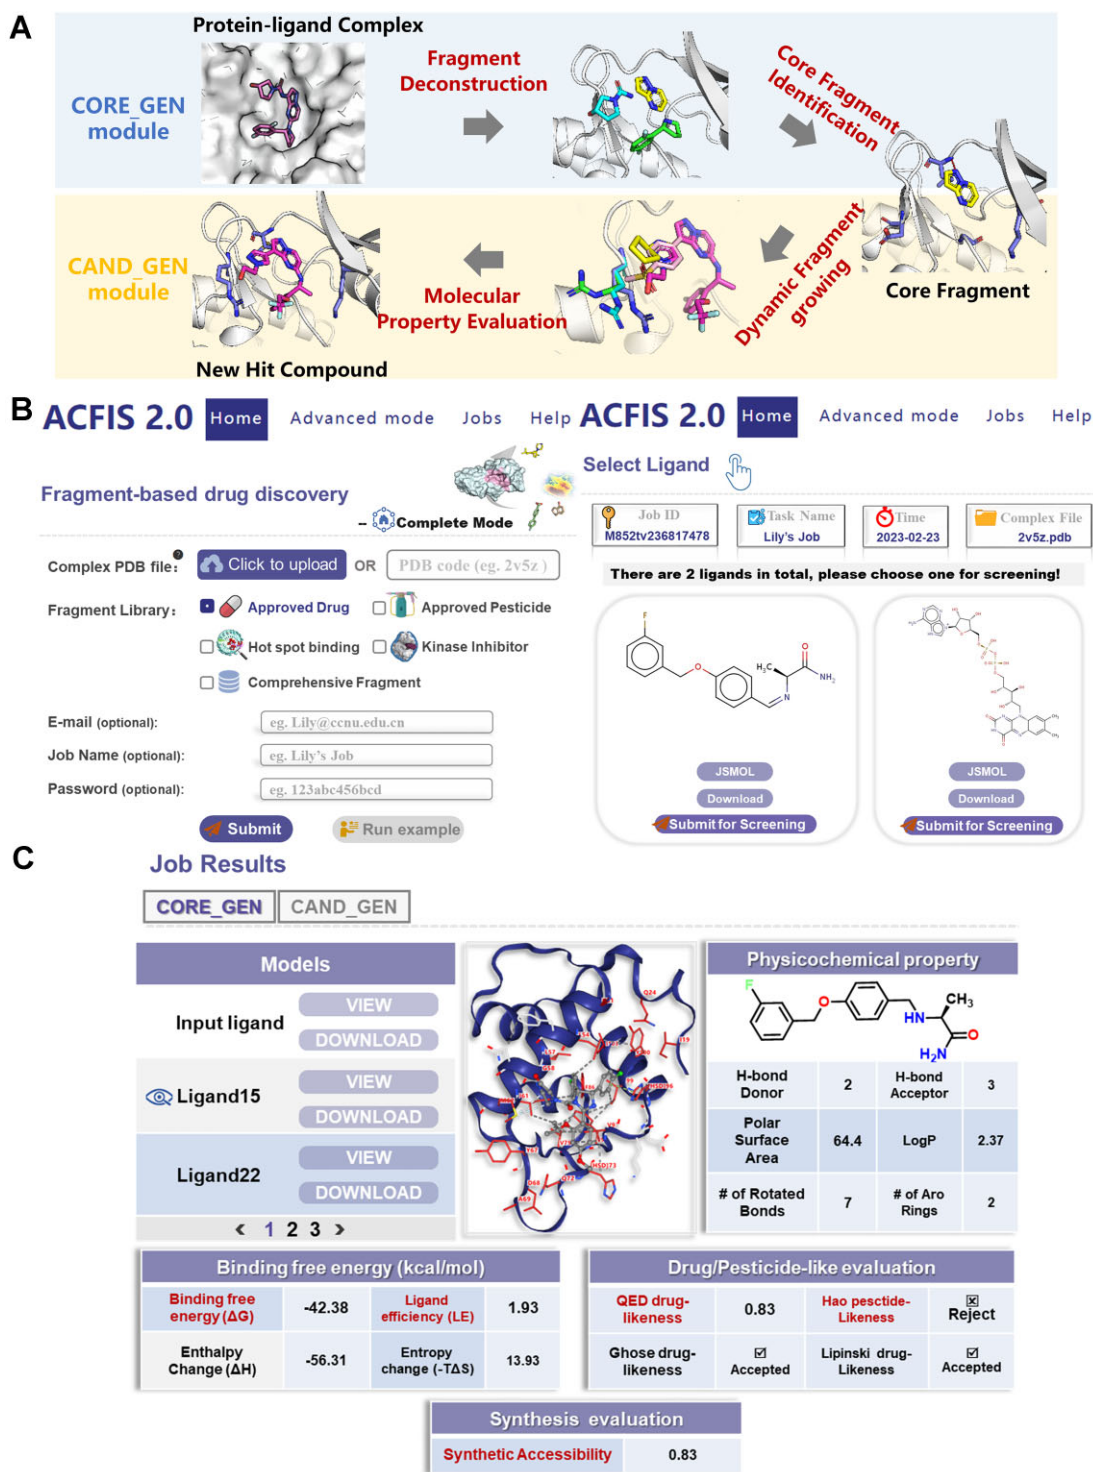 A
Protein-ligand Complex
CORE_GEN
module
Fragment
Deconstruction
Core Fragment
Identification
CAND_GEN
module
Molecular
Property Evaluation
Dynamic Fragment
growing
Core Fragment
New Hit Compound
B
ACFIS 2.0 Home Advanced mode Jobs Help
Fragment-based drug discovery
Complete Mode
Complex PDB file: ? Click to upload OR PDB code (eg. 2v5z )
Fragment Library: Approved Drug Approved Pesticide
Hot spot binding Kinase Inhibitor
Comprehensive Fragment
E-mail (optional): eg. Lily@ccnu.edu.cn
Job Name (optional): eg. Lily's Job
Password (optional): eg. 123abc456bcd
Submit Run example
ACFIS 2.0 Home Advanced mode Jobs Help
Select Ligand
Job ID Task Name Time Complex File
M852tv236817478 Lily's Job 2023-02-23 2v5z.pdb
There are 2 ligands in total, please choose one for screening!
F
O
O
CH3
NH2
N
JSMOL JSMOL
Download Download
Submit for Screening Submit for Screening
C
Job Results
CORE_GEN CAND_GEN
Models
Input ligand VIEW
DOWNLOAD
Ligand15 VIEW
DOWNLOAD
Ligand22 VIEW
DOWNLOAD
< 1 2 3 >
Q24
Y67
D68
A69
HSD173
Physicochemical property
F
O
HN
CH3
O
H2N
H-bond Donor 2 H-bond Acceptor 3
Polar Surface Area 64.4 LogP 2.37
# of Rotated Bonds 7 # of Aro Rings 2
Binding free energy (kcal/mol)
Binding free energy (ΔG) -42.38 Ligand efficiency (LE) 1.93
Enthalpy Change (ΔH) -56.31 Entropy change (-TΔS) 13.93
Drug/Pesticide-like evaluation
QED drug-likeness 0.83 Hao pesctide-Likeness Reject
Ghose drug-likeness Accepted Lipinski drug-Likeness Accepted
Synthesis evaluation
Synthetic Accessibility 0.83